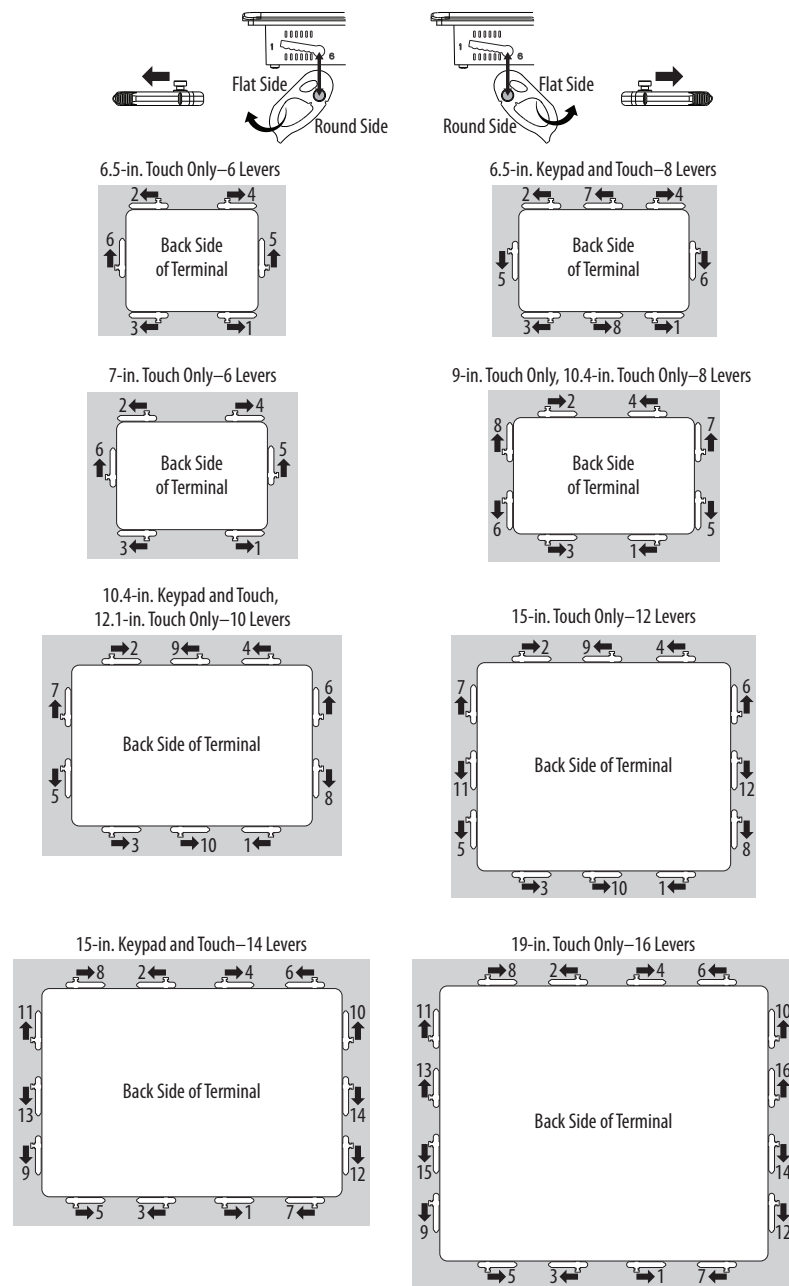 1 6
1 6
Flat Side
Flat Side
Round Side
Round Side
6.5-in. Touch Only–6 Levers
2 4
6 5
Back Side
of Terminal
3 1
6.5-in. Keypad and Touch–8 Levers
2 7 4
Back Side
of Terminal
5 6
3 8 1
7-in. Touch Only–6 Levers
2 4
6 5
Back Side
of Terminal
3 1
9-in. Touch Only, 10.4-in. Touch Only–8 Levers
2 4
8 7
Back Side
of Terminal
6 5
3 1
10.4-in. Keypad and Touch,
12.1-in. Touch Only–10 Levers
2 9 4
7 6
Back Side of Terminal
5 8
3 10 1
15-in. Touch Only–12 Levers
2 9 4
7 6
Back Side of Terminal
11 12
5 8
3 10 1
15-in. Keypad and Touch–14 Levers
8 2 4 6
11 10
Back Side of Terminal
13 14
9 12
5 3 1 7
19-in. Touch Only–16 Levers
8 2 4 6
11 10
13 16
Back Side of Terminal
15 14
9 12
5 3 1 7